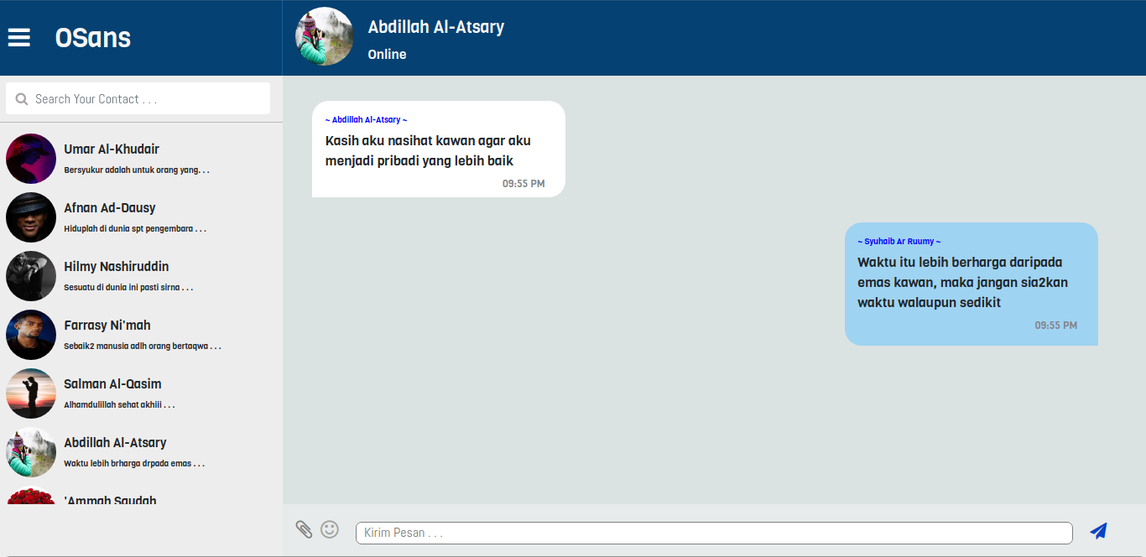 OSans
Search Your Contact . . .
Umar Al-Khudair
Bersyukur adalah untuk orang yang. . .
Afnan Ad-Dausy
Hiduplah di dunia spt pengembara . . .
Hilmy Nashiruddin
Sesuatu di dunia ini pasti sirna . . .
Farrasy Ni'mah
Sebaik2 manusia adlh orang bertaqwa . . .
Salman Al-Qasim
Alhamdulillah sehat akhiii . . .
Abdillah Al-Atsary
Waktu lebih brharga drpada emas . . .
'Ammah Saudah
Abdillah Al-Atsary
Online
~ Abdillah Al-Atsary ~
Kasih aku nasihat kawan agar aku
menjadi pribadi yang lebih baik
09:55 PM
~ Syuhaib Ar Ruumy ~
Waktu itu lebih berharga daripada
emas kawan, maka jangan sia2kan
waktu walaupun sedikit
09:55 PM
Kirim Pesan . . .